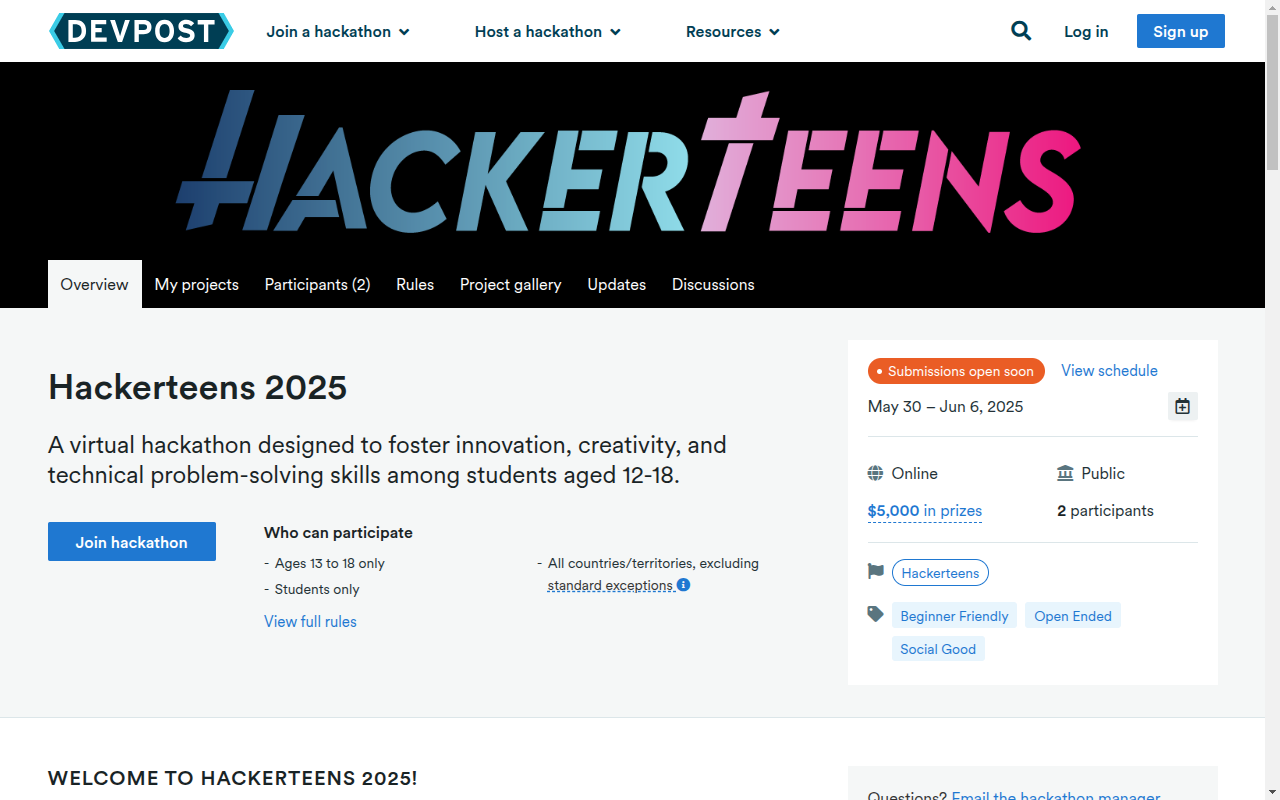 DEVPOST
Join a hackathon
Host a hackathon
Resources
Log in
Sign up
HACKERTEENS
Overview
My projects
Participants (2)
Rules
Project gallery
Updates
Discussions
Hackerteens 2025
A virtual hackathon designed to foster innovation, creativity, and
technical problem-solving skills among students aged 12-18.
Join hackathon
Who can participate
- Ages 13 to 18 only
- Students only
- All countries/territories, excluding
standard exceptions
View full rules
Submissions open soon
View schedule
May 30 – Jun 6, 2025
Online
Public
$5,000 in prizes
2 participants
Hackerteens
Beginner Friendly
Open Ended
Social Good
WELCOME TO HACKERTEENS 2025!
Questions? Email the hackathon manager